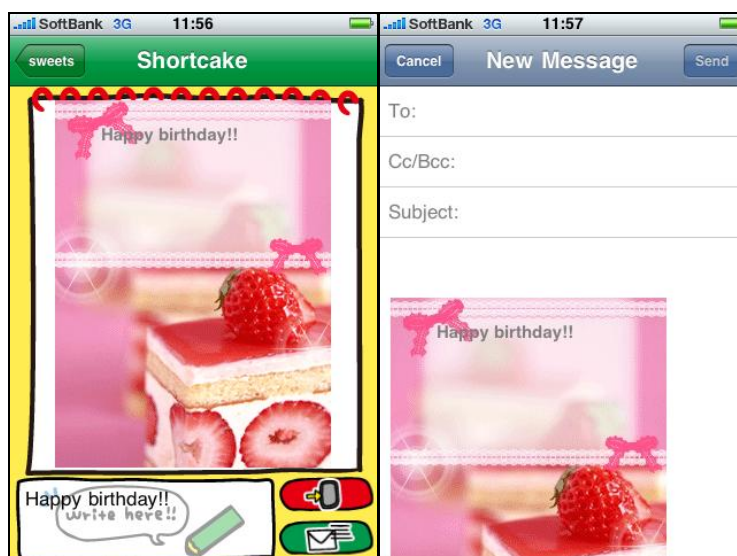 SoftBank 3G 11:56
sweets Shortcake
Happy birthday!!
Happy birthday!!
write here!!
SoftBank 3G 11:57
Cancel New Message Send
To:
Cc/Bcc:
Subject:
Happy birthday!!